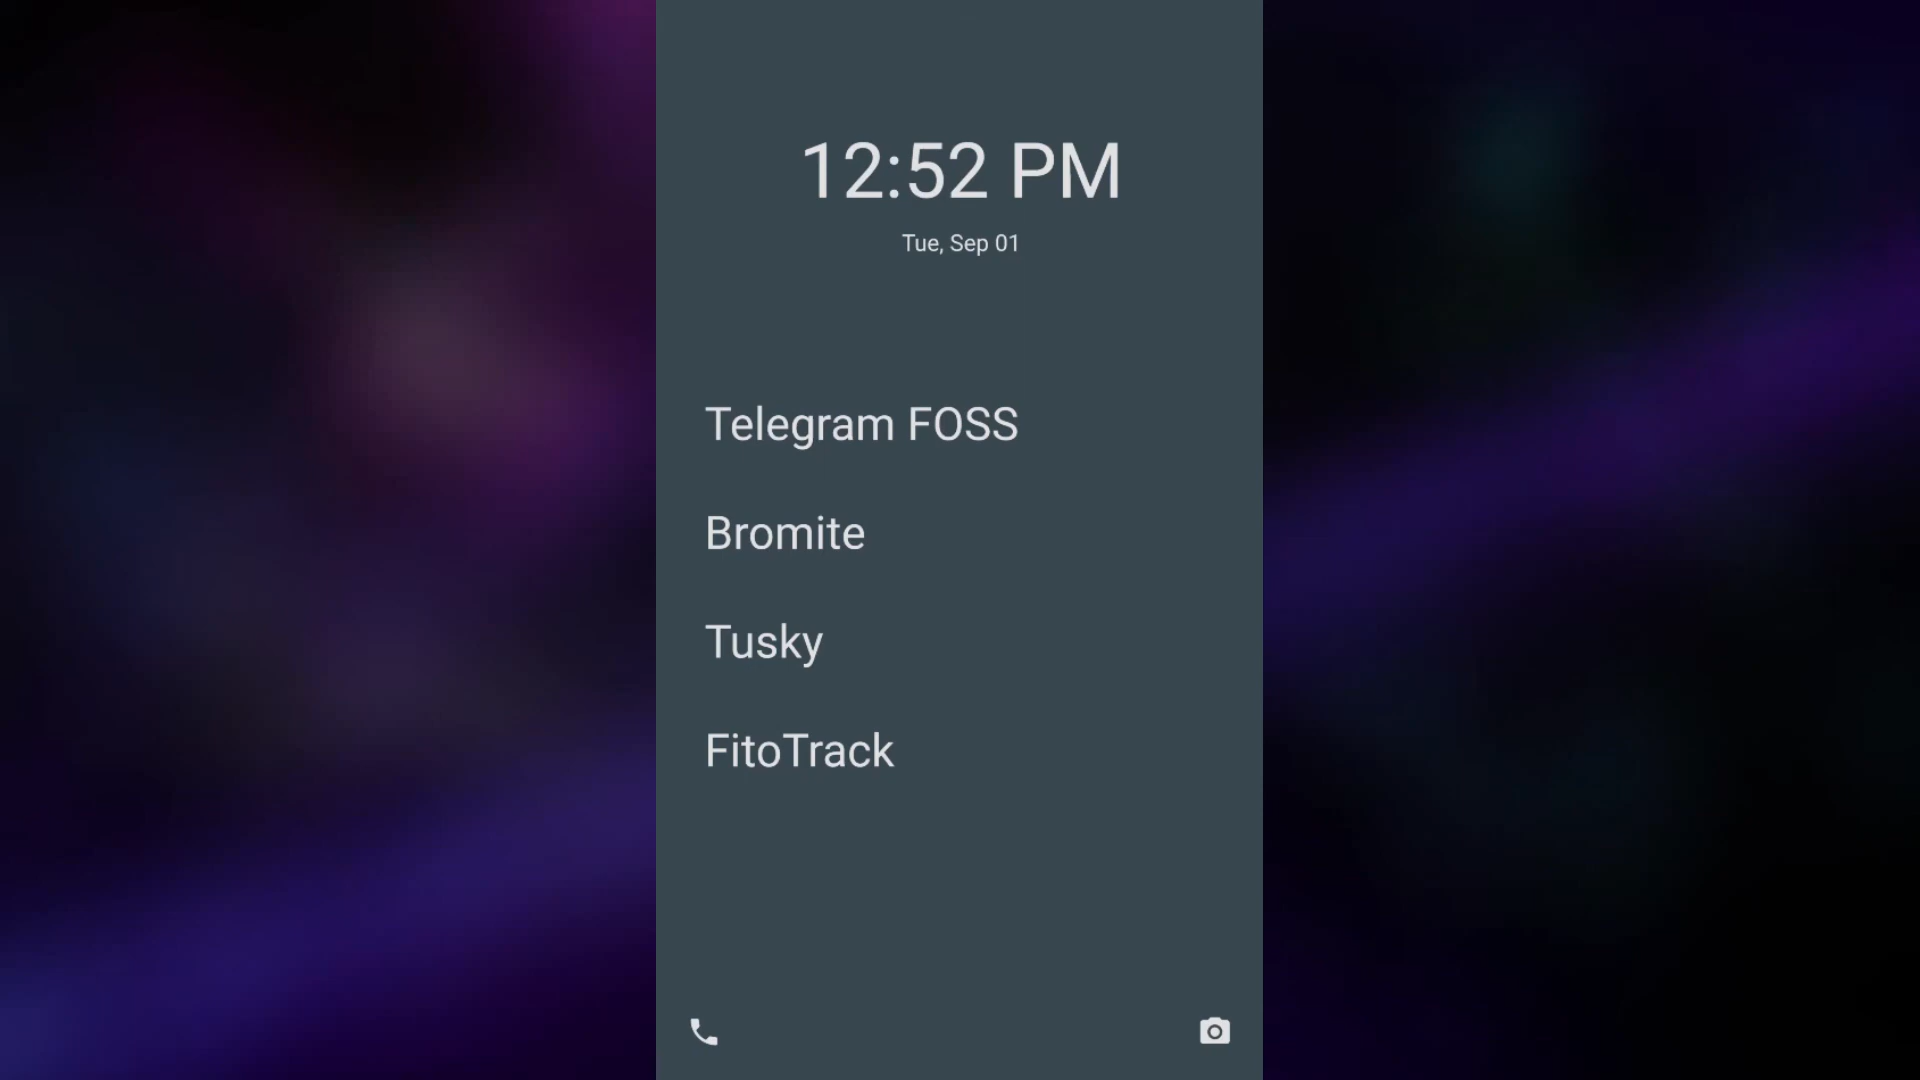 12:52 PM
Tue, Sep 01
Telegram FOSS
Bromite
Tusky
FitoTrack